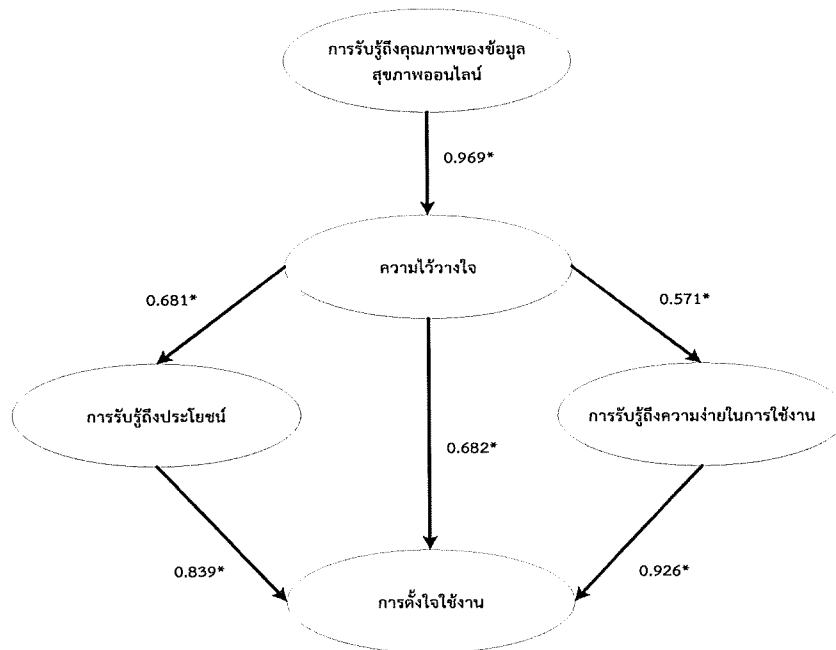 การรับรู้ถึงคุณภาพของข้อมูล
สุขภาพออนไลน์
0.969*
ความไว้วางใจ
0.681*
0.571*
การรับรู้ถึงประโยชน์
การรับรู้ถึงความง่ายในการใช้งาน
0.682*
0.839*
0.926*
การตั้งใจใช้งาน